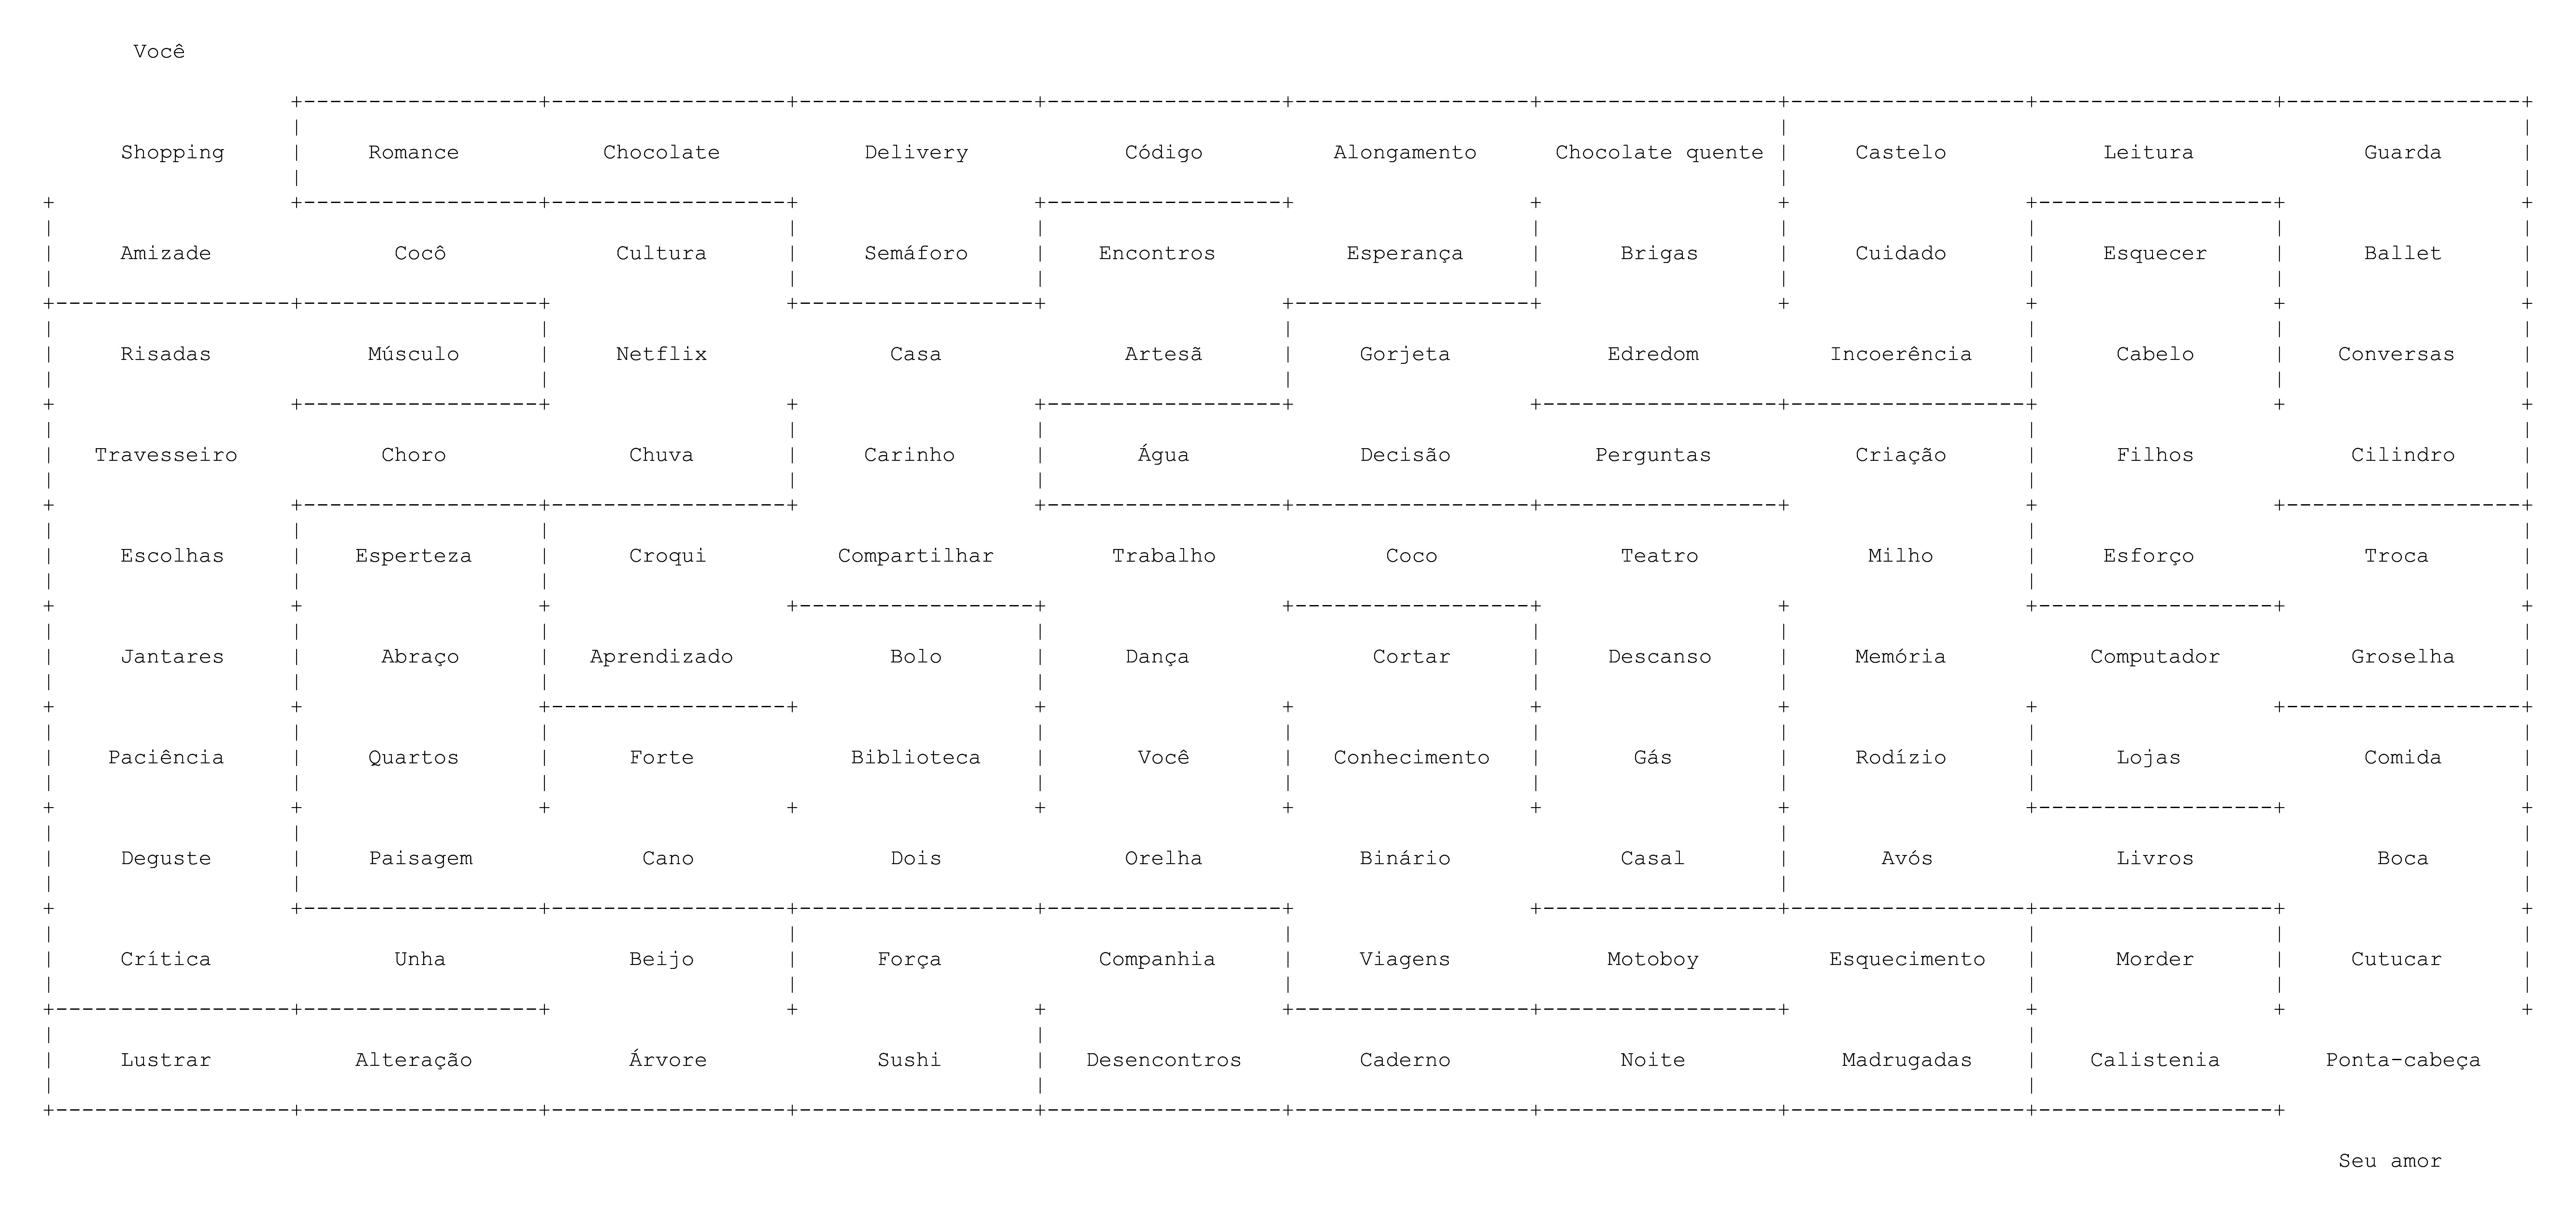 Você
Shopping Romance Chocolate Delivery Código Alongamento Chocolate quente Castelo Leitura Guarda
Amizade Cocô Cultura Semáforo Encontros Esperança Brigas Cuidado Esquecer Ballet
Risadas Músculo Netflix Casa Artesã Gorjeta Edredom Incoerência Cabelo Conversas
Travesseiro Choro Chuva Carinho Água Decisão Perguntas Criação Filhos Cilindro
Escolhas Esperteza Croqui Compartilhar Trabalho Coco Teatro Milho Esforço Troca
Jantares Abraço Aprendizado Bolo Dança Cortar Descanso Memória Computador Groselha
Paciência Quartos Forte Biblioteca Você Conhecimento Gás Rodízio Lojas Comida
Deguste Paisagem Cano Dois Orelha Binário Casal Avós Livros Boca
Crítica Unha Beijo Força Companhia Viagens Motoboy Esquecimento Morder Cutucar
Lustrar Alteração Árvore Sushi Desencontros Caderno Noite Madrugadas Calistenia Ponta-cabeça
Seu amor